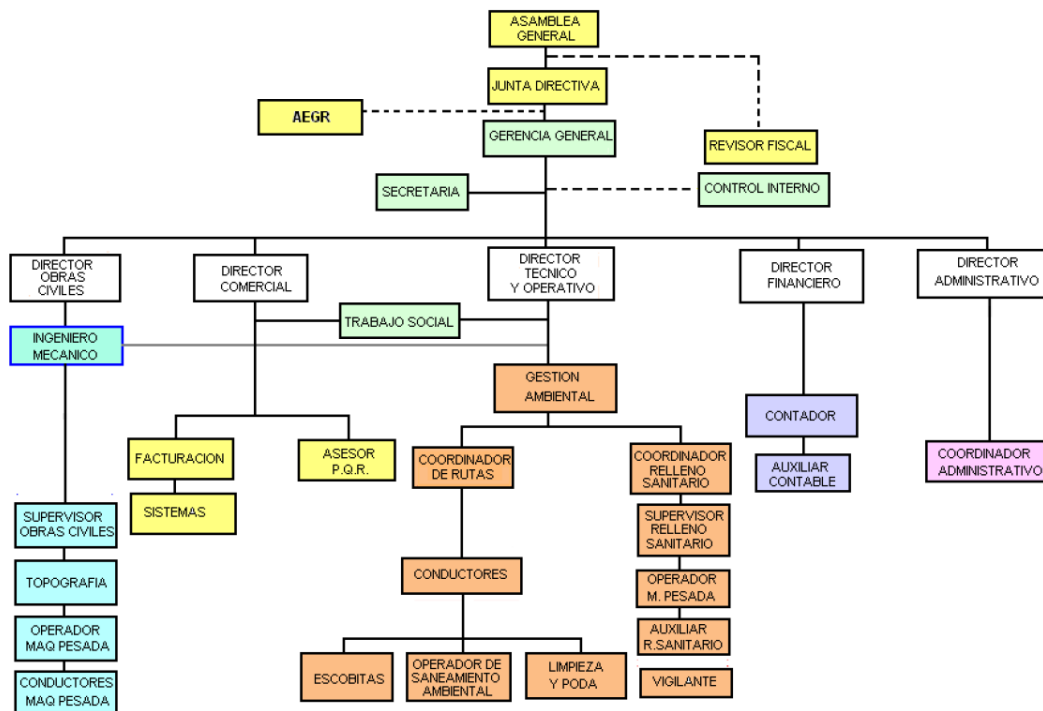 ASAMBLEA
GENERAL
JUNTA DIRECTIVA
AEGR
GERENCIA
GENERAL
REVISOR FISCAL
SECRETARIA
CONTROL INTERNO
DIRECTOR
OBRAS
CIVILES
DIRECTOR
COMERCIAL
DIRECTOR
TECNICO
Y OPERATIVO
DIRECTOR
FINANCIERO
DIRECTOR
ADMINISTRATIVO
TRABAJO SOCIAL
INGENIERO
MECANICO
GESTION
AMBIENTAL
CONTADOR
FACTURACION
ASESOR
P.Q.R.
COORDINADOR
DE RUTAS
COORDINADOR
RELLENO
SANITARIO
AUXILIAR
CONTABLE
COORDINADOR
ADMINISTRATIVO
SISTEMAS
SUPERVISOR
OBRAS CIVILES
SUPERVISOR
RELLENO
SANITARIO
TOPOGRAFIA
CONDUCTORES
OPERADOR
M. PESADA
OPERADOR
MAQ PESADA
AUXILIAR
R.SANITARIO
CONDUCTORES
MAQ PESADA
ESCOBITAS
OPERADOR DE
SANEAMIENTO
AMBIENTAL
LIMPIEZA
Y PODA
VIGILANTE